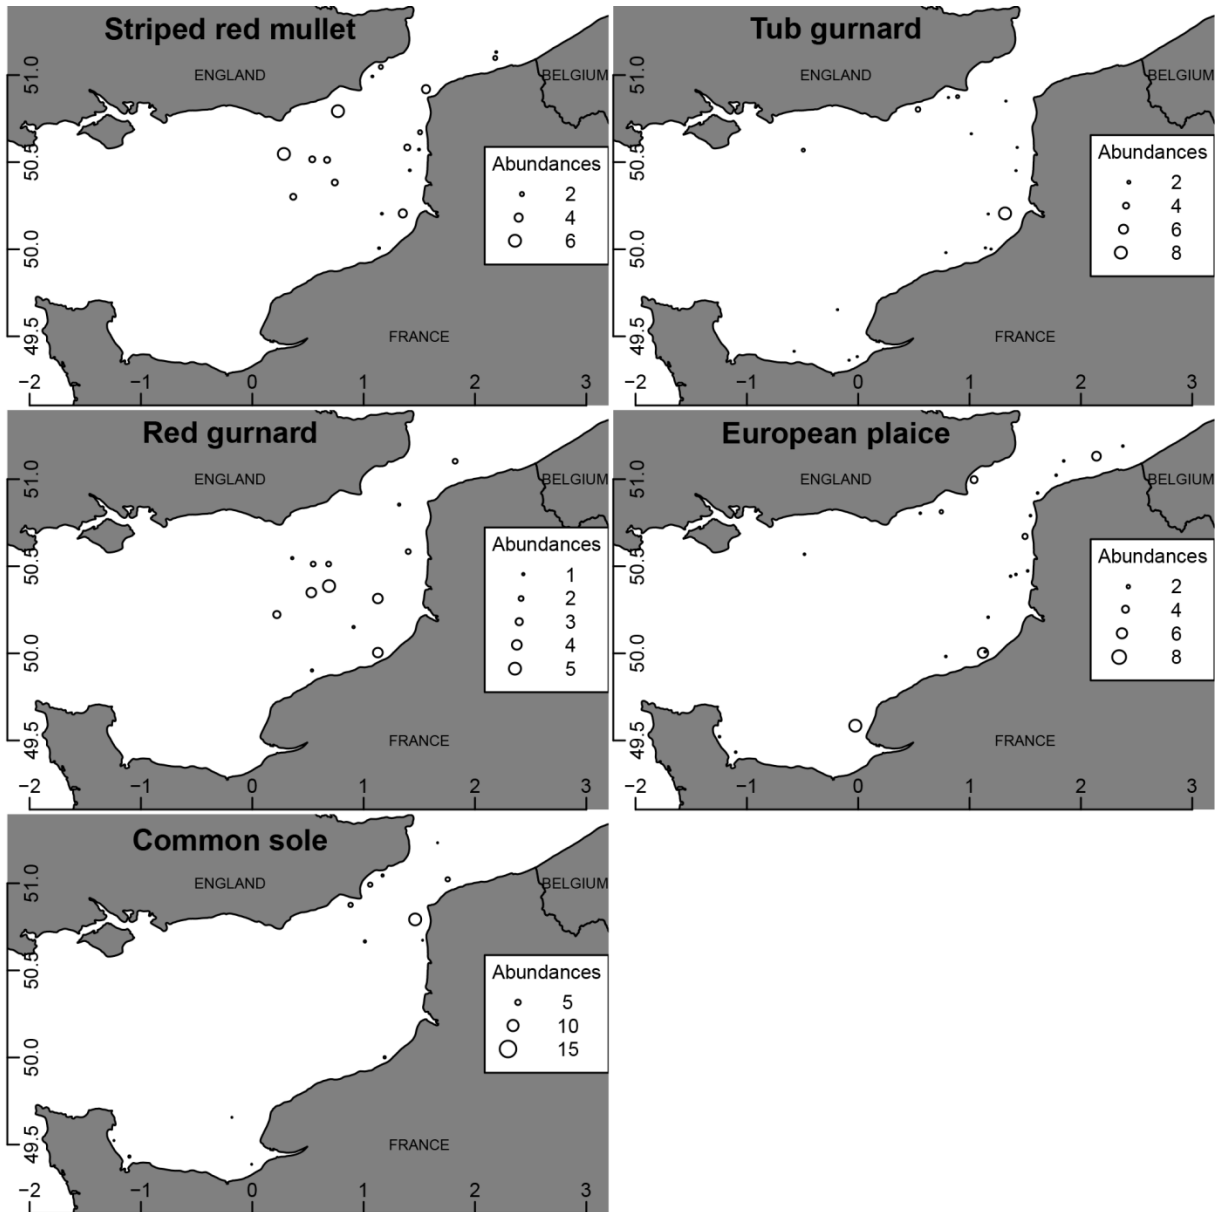 Striped red mullet
ENGLAND
BELGIUM
FRANCE
51.0
50.5
50.0
49.5
−2 −1 0 1 2 3
Abundances
2
4
6
Tub gurnard
ENGLAND
BELGIUM
FRANCE
51.0
50.5
50.0
49.5
−2 −1 0 1 2 3
Abundances
2
4
6
8
Red gurnard
ENGLAND
BELGIUM
FRANCE
51.0
50.5
50.0
49.5
−2 −1 0 1 2 3
Abundances
1
2
3
4
5
European plaice
ENGLAND
BELGIUM
FRANCE
51.0
50.5
50.0
49.5
−2 −1 0 1 2 3
Abundances
2
4
6
8
Common sole
ENGLAND
BELGIUM
FRANCE
51.0
50.5
50.0
49.5
−2 −1 0 1 2 3
Abundances
5
10
15